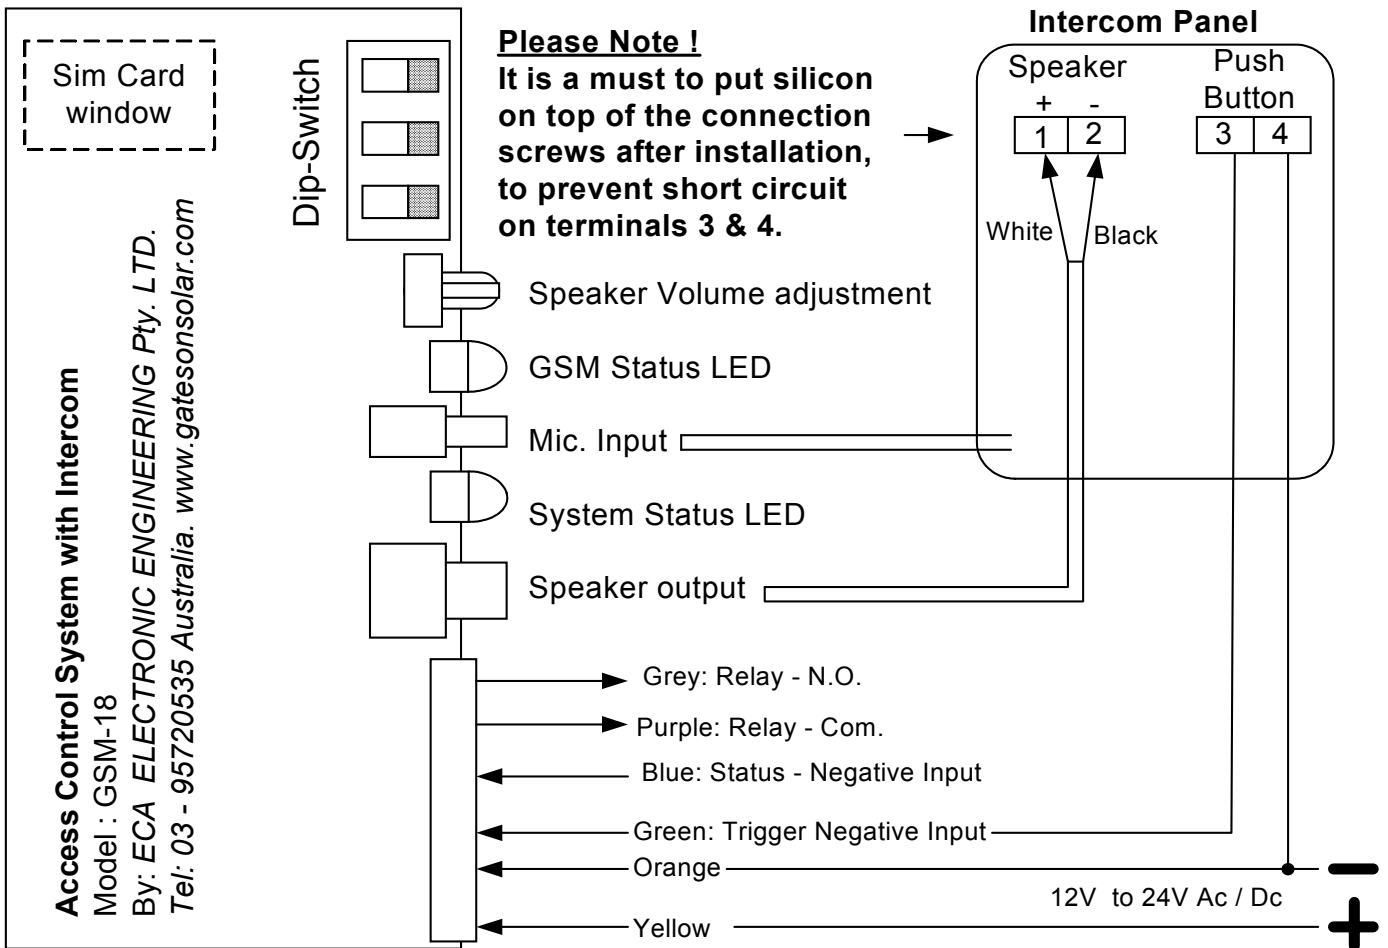 Sim Card
window
Dip-Switch
Access Control System with Intercom
Model : GSM-18
By: ECA ELECTRONIC ENGINEERING Pty. LTD.
Tel: 03 - 95720535 Australia. www.gatesonsolar.com
Please Note !
It is a must to put silicon
on top of the connection
screws after installation,
to prevent short circuit
on terminals 3 & 4.
Intercom Panel
Speaker
+ -
1 2
Push
Button
3 4
White
Black
Speaker Volume adjustment
GSM Status LED
Mic. Input
System Status LED
Speaker output
Grey: Relay - N.O.
Purple: Relay - Com.
Blue: Status - Negative Input
Green: Trigger Negative Input
Orange
12V to 24V Ac / Dc
Yellow